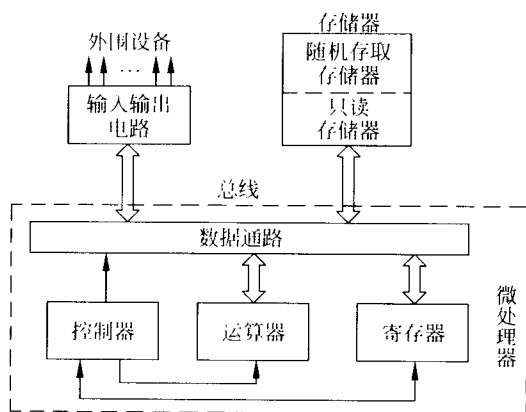 存储器
外围设备
…
随机存取
存储器
输入输出
电路
只读
存储器
总线
数据通路
控制器
运算器
寄存器
微处理器